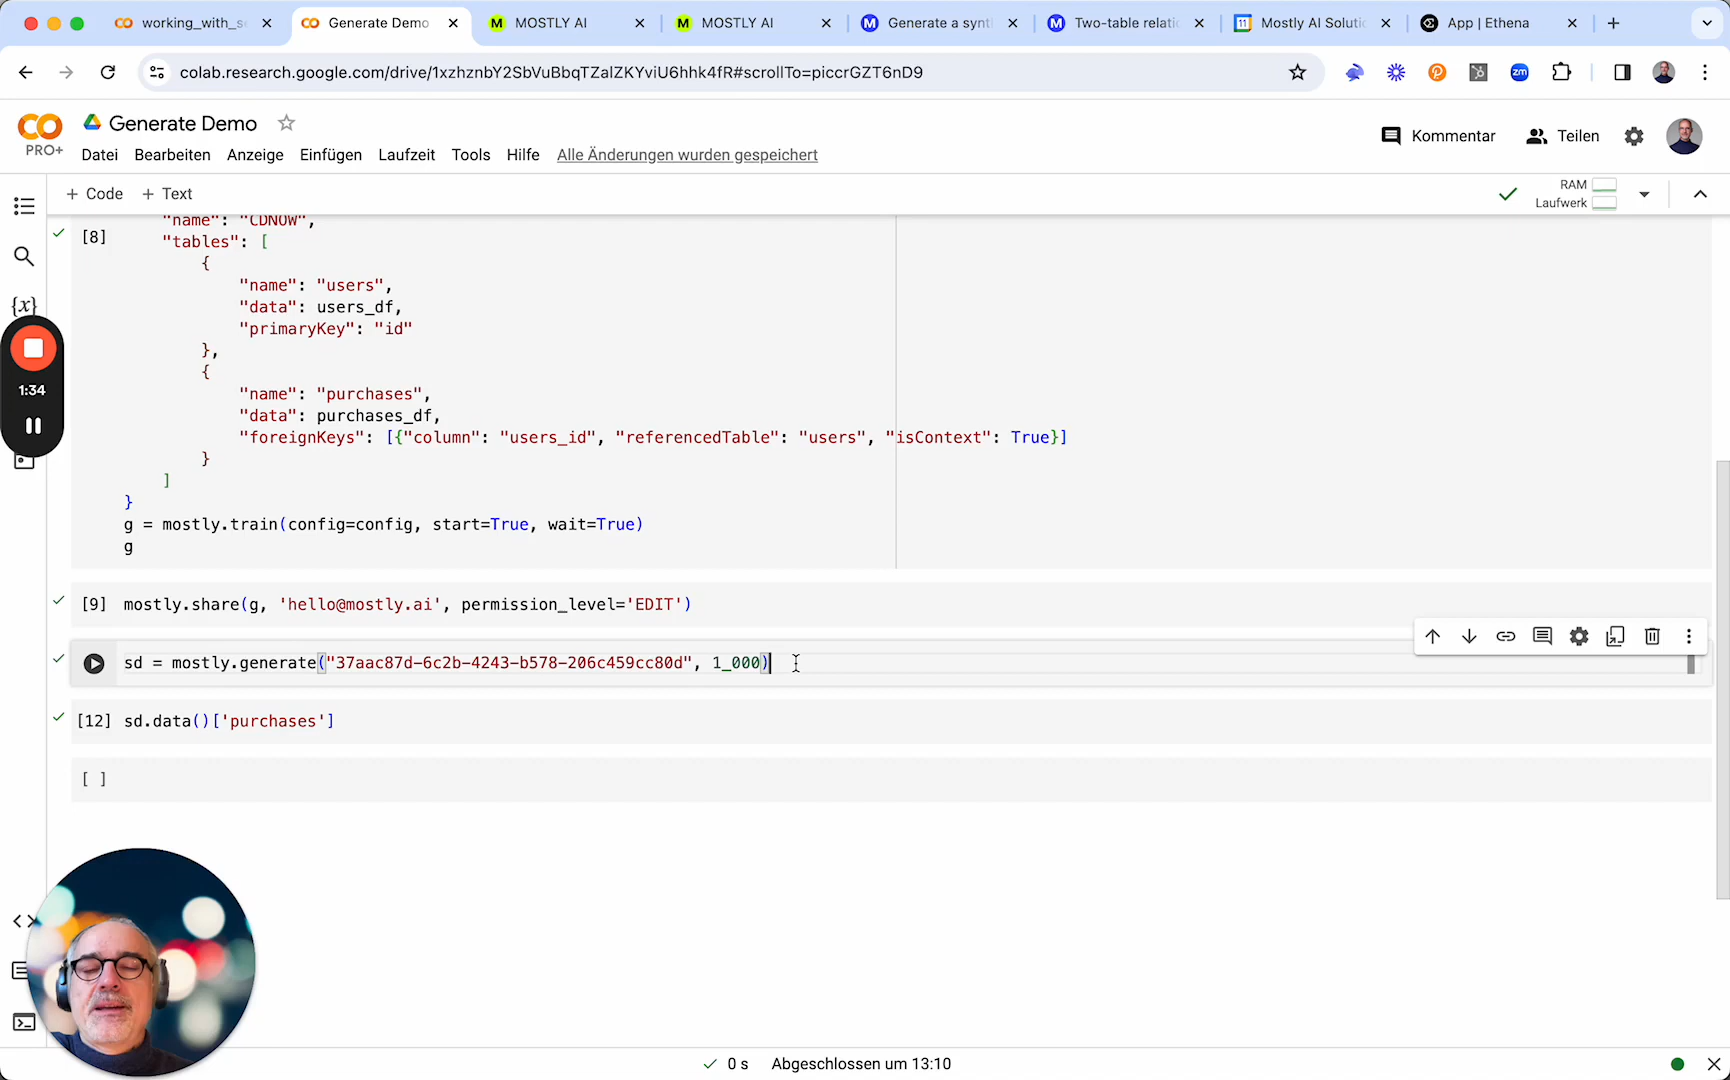 working_with_s
Generate Demo
MOSTLY AI
MOSTLY AI
Generate a synt
Two-table relati
Mostly AI Soluti
App | Ethena
colab.research.google.com/drive/1xzhznbY2SbVuBbqTZalZKYviU6hhk4fR#scrollTo=piccrGZT6nD9
zm
PRO+
Generate Demo
Kommentar
Teilen
Datei Bearbeiten Anzeige Einfügen Laufzeit Tools Hilfe Alle Änderungen wurden gespeichert
+ Code + Text
RAM
Laufwerk
"name": "CDNOW",
[8] "tables": [
{
"name": "users",
"data": users_df,
"primaryKey": "id"
},
{
"name": "purchases",
"data": purchases_df,
"foreignKeys": [{"column": "users_id", "referencedTable": "users", "isContext": True}]
}
]
}
g = mostly.train(config=config, start=True, wait=True)
g
{x}
1:34
[9] mostly.share(g, 'hello@mostly.ai', permission_level='EDIT')
sd = mostly.generate("37aac87d-6c2b-4243-b578-206c459cc80d", 1_000)
[12] sd.data()['purchases']
[ ]
0 s Abgeschlossen um 13:10